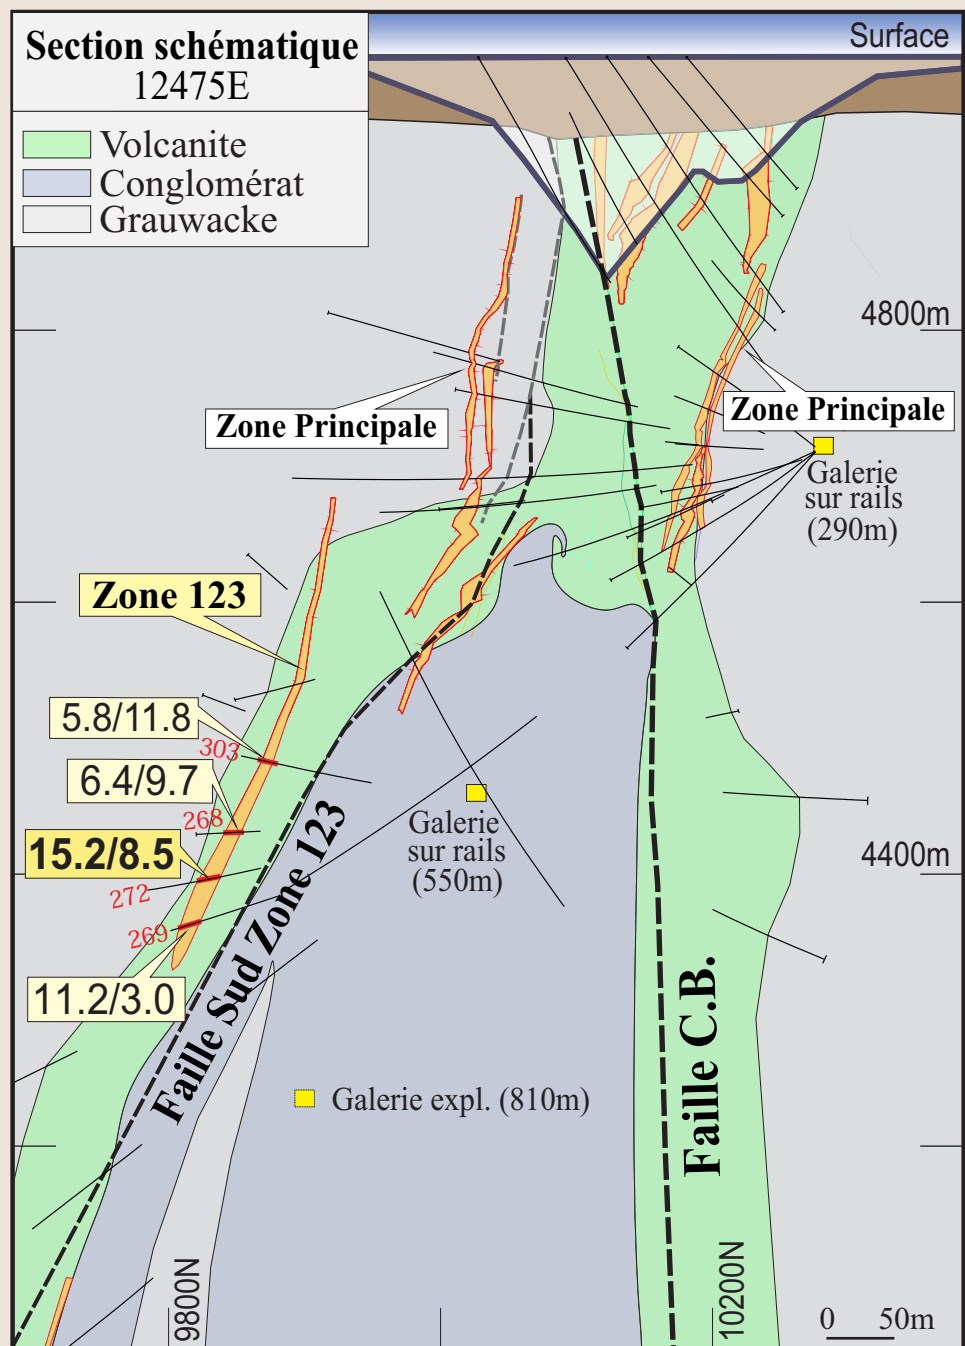 Section schématique
12475E
Volcanite
Conglomérat
Grauwacke
Surface
4800m
Zone Principale
Zone Principale
Galerie
sur rails
(290m)
Zone 123
5.8/11.8
303
6.4/9.7
268
15.2/8.5
272
269
11.2/3.0
Galerie
sur rails
(550m)
4400m
Faille Sud Zone 123
Faille C.B.
Galerie expl. (810m)
9800N
10200N
0 50m